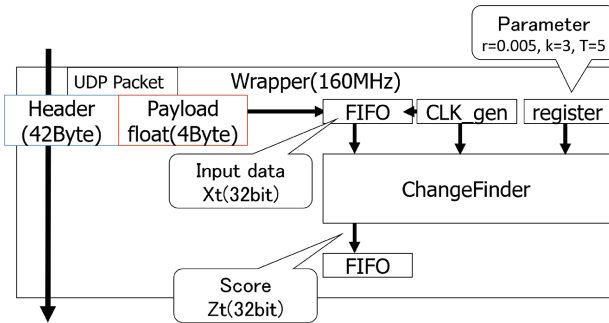 Parameter
r=0.005, k=3, T=5
UDP Packet
Wrapper(160MHz)
Header
(42Byte)
Payload
float(4Byte)
FIFO
CLK_gen
register
Input data
Xt(32bit)
ChangeFinder
FIFO
Score
Zt(32bit)